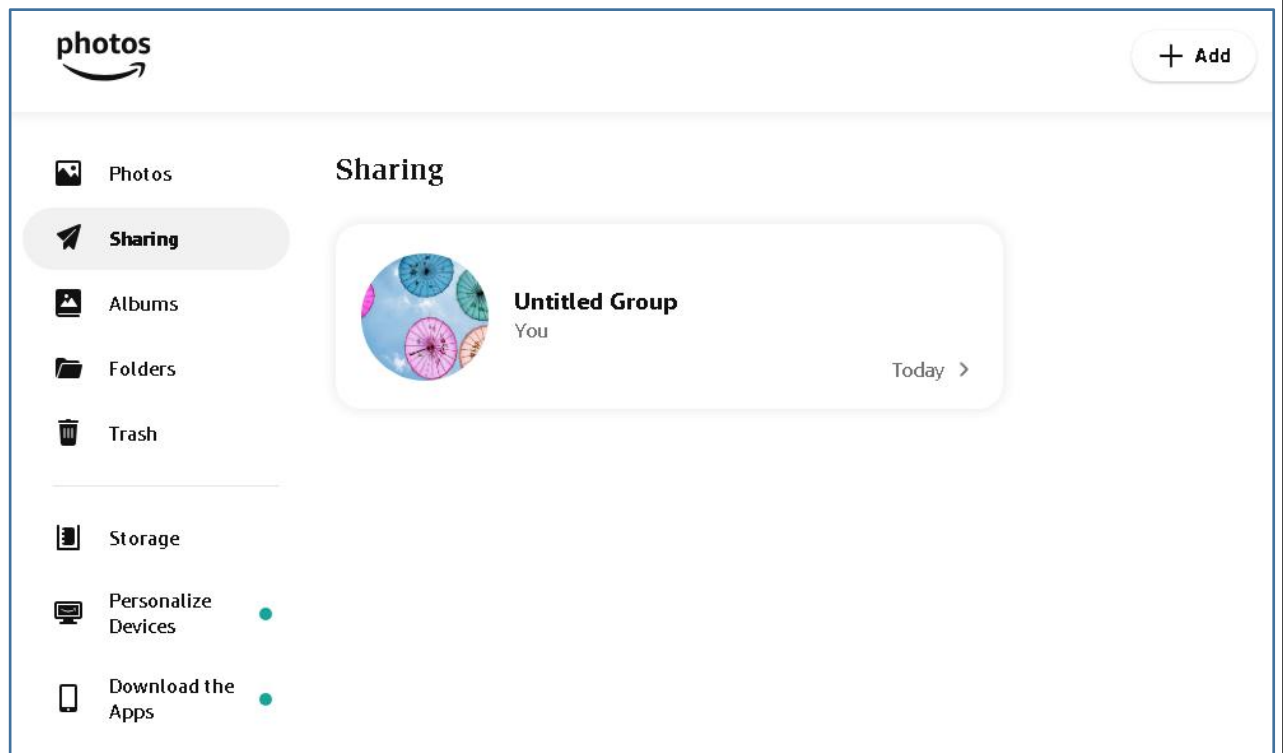 photos
+ Add
Photos
Sharing
Albums
Folders
Trash
Storage
Personalize
Devices
Download the
Apps
Sharing
Untitled Group
You
Today >